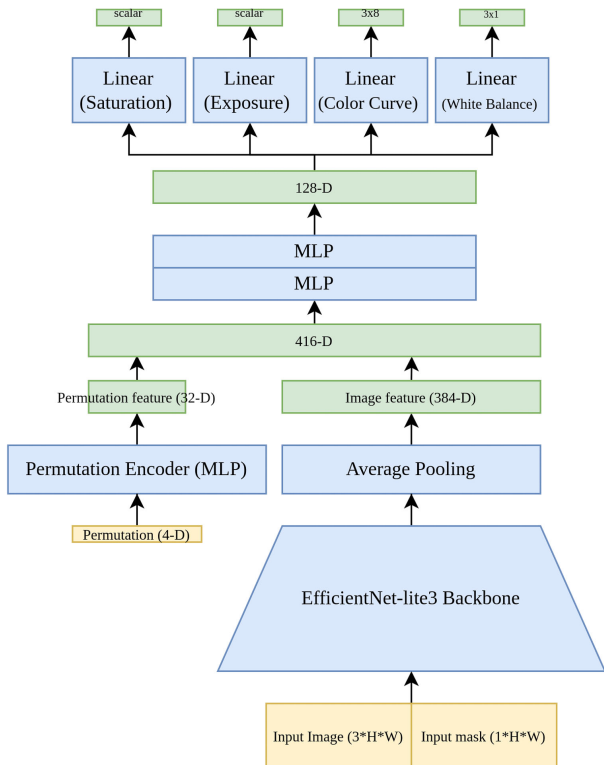 scalar
scalar
3x8
3x1
Linear
(Saturation)
Linear
(Exposure)
Linear
(Color Curve)
Linear
(White Balance)
128-D
MLP
MLP
416-D
Permutation feature (32-D)
Image feature (384-D)
Permutation Encoder (MLP)
Average Pooling
Permutation (4-D)
EfficientNet-lite3 Backbone
Input Image (3*H*W)
Input mask (1*H*W)